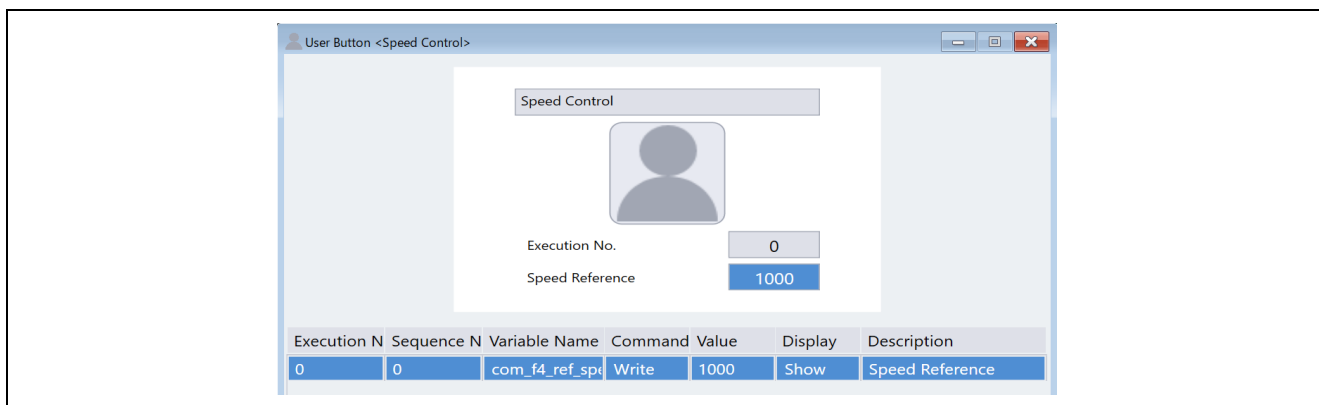 User Button <Speed Control>
Speed Control
Execution No. 0
Speed Reference 1000
Execution N Sequence N Variable Name Command Value Display Description
0 0 com_f4_ref_spe Write 1000 Show Speed Reference